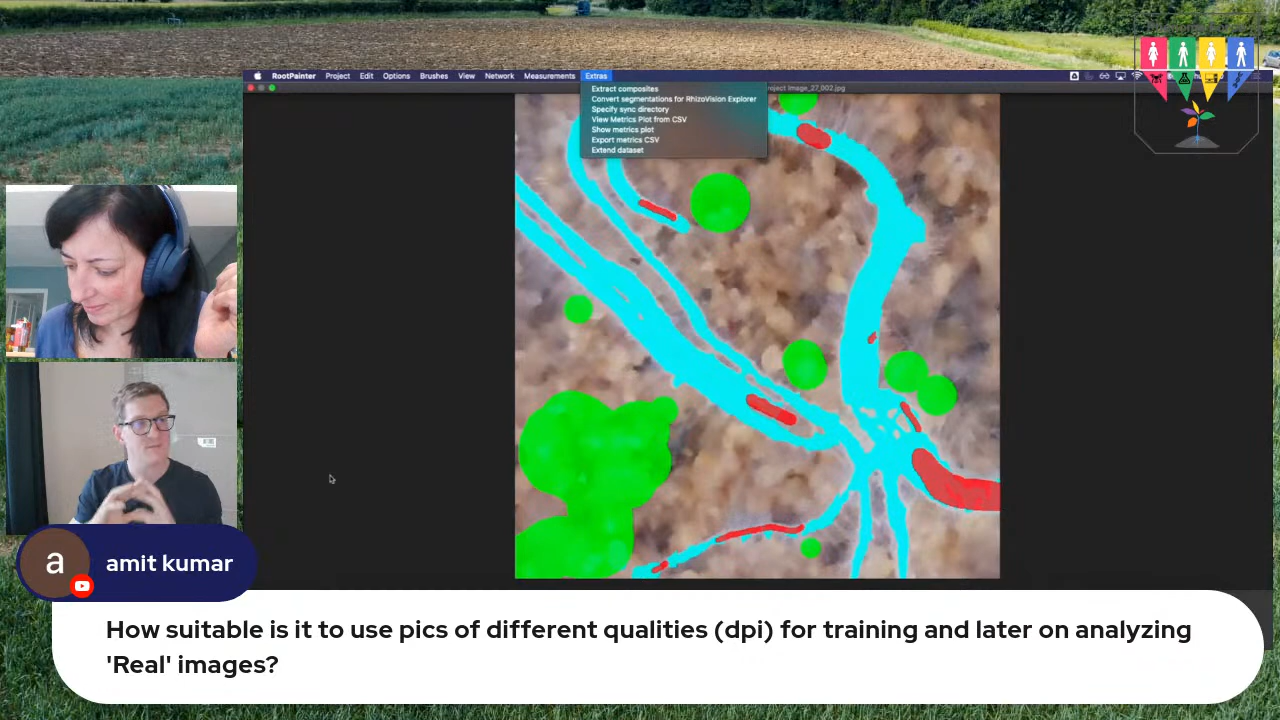 RootPainter Project Edit Options Brushes View Network Measurements Extras
Extract composites
Convert segmentations for RhizoVision Explorer
Specify sync directory
View Metrics Plot from CSV
Show metrics plot
Export metrics CSV
Extend dataset
Image_27_002.jpg
a
amit kumar
How suitable is it to use pics of different qualities (dpi) for training and later on analyzing
'Real' images?